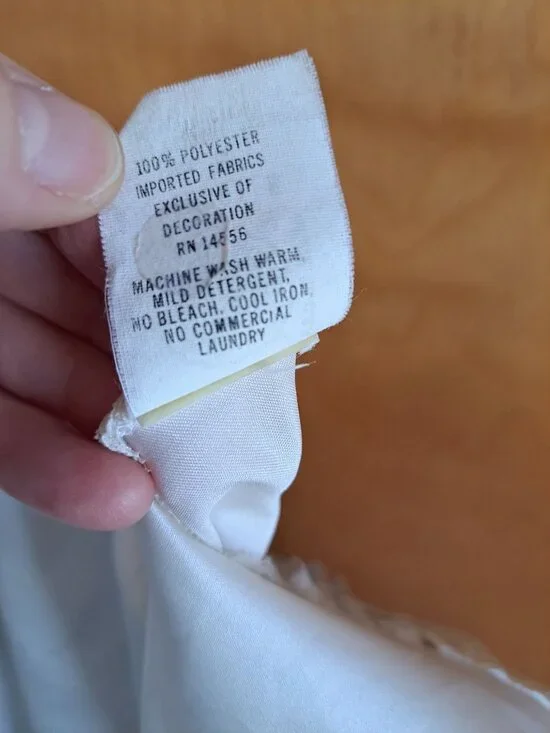 100% POLYESTER
IMPORTED FABRICS
EXCLUSIVE OF
DECORATION
RN 14556
MACHINE WASH WARM,
MILD DETERGENT,
NO BLEACH, COOL IRON,
NO COMMERCIAL
LAUNDRY